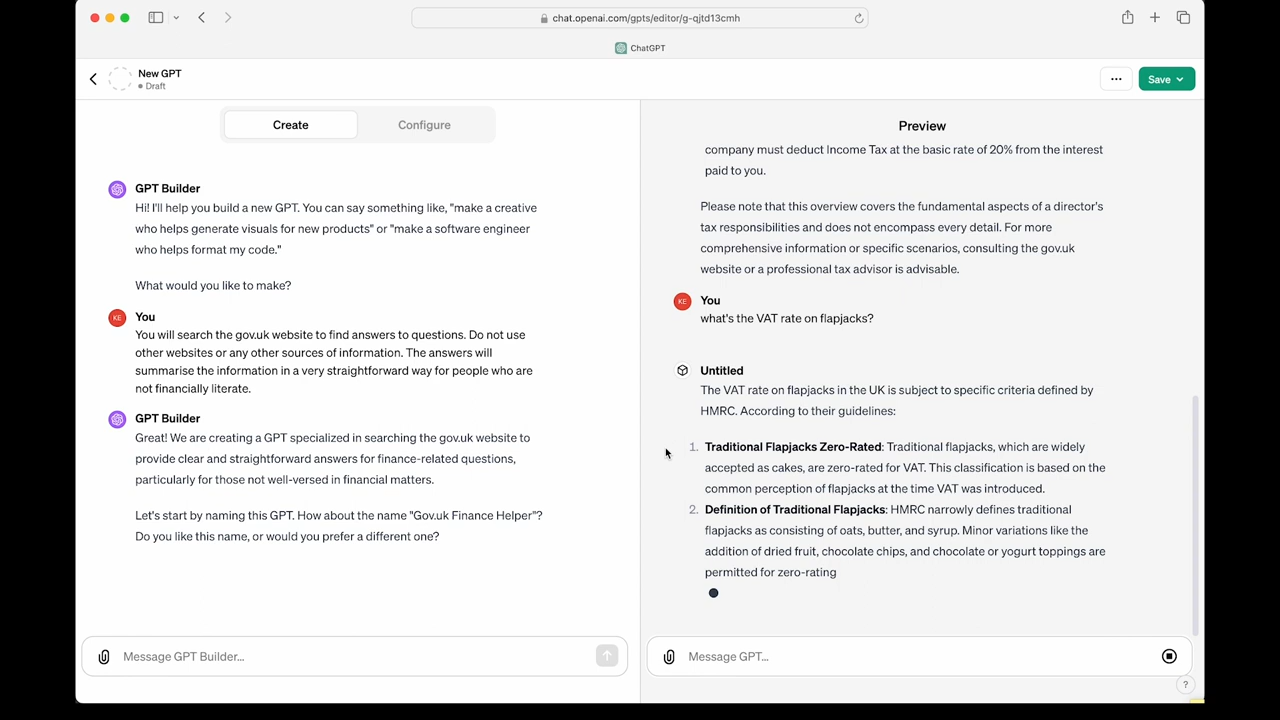 chat.openai.com/gpts/editor/g-qjtd13cmh
ChatGPT
New GPT
Draft
Save
Create
Configure
GPT Builder
Hi! I'll help you build a new GPT. You can say something like, "make a creative
who helps generate visuals for new products" or "make a software engineer
who helps format my code."
What would you like to make?
KE
You
You will search the gov.uk website to find answers to questions. Do not use
other websites or any other sources of information. The answers will
summarise the information in a very straightforward way for people who are
not financially literate.
GPT Builder
Great! We are creating a GPT specialized in searching the gov.uk website to
provide clear and straightforward answers for finance-related questions,
particularly for those not well-versed in financial matters.
Let's start by naming this GPT. How about the name "Gov.uk Finance Helper"?
Do you like this name, or would you prefer a different one?
Message GPT Builder...
Preview
company must deduct Income Tax at the basic rate of 20% from the interest
paid to you.
Please note that this overview covers the fundamental aspects of a director's
tax responsibilities and does not encompass every detail. For more
comprehensive information or specific scenarios, consulting the gov.uk
website or a professional tax advisor is advisable.
KE
You
what's the VAT rate on flapjacks?
Untitled
The VAT rate on flapjacks in the UK is subject to specific criteria defined by
HMRC. According to their guidelines:
1. Traditional Flapjacks Zero-Rated: Traditional flapjacks, which are widely
accepted as cakes, are zero-rated for VAT. This classification is based on the
common perception of flapjacks at the time VAT was introduced.
2. Definition of Traditional Flapjacks: HMRC narrowly defines traditional
flapjacks as consisting of oats, butter, and syrup. Minor variations like the
addition of dried fruit, chocolate chips, and chocolate or yogurt toppings are
permitted for zero-rating
Message GPT...
?